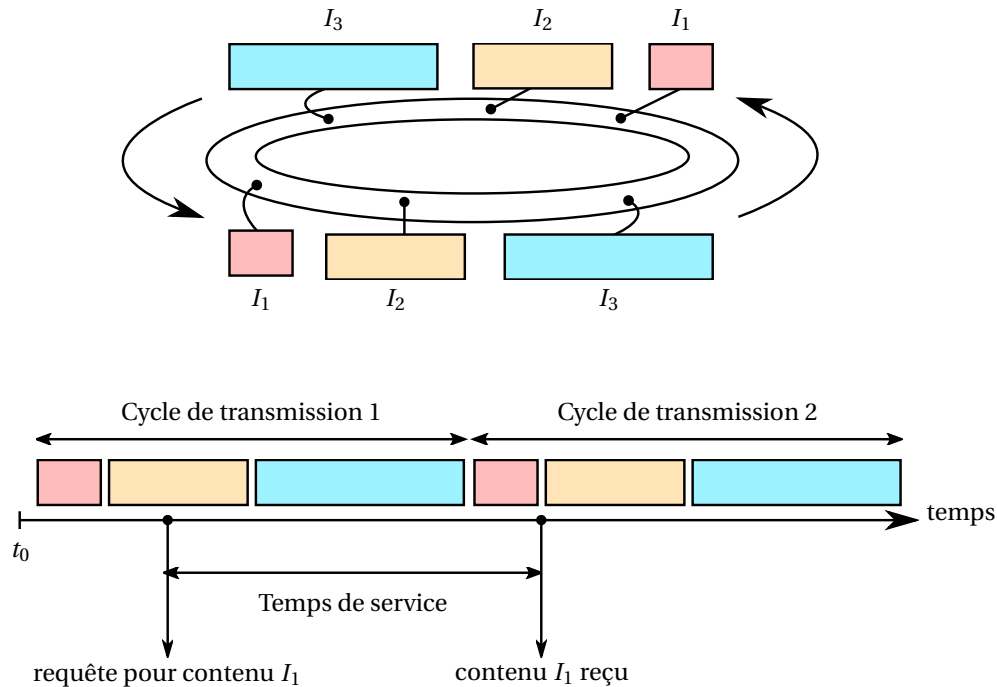 I3 I2 I1
I1 I2 I3
Cycle de transmission 1 Cycle de transmission 2
temps
t0
Temps de service
requête pour contenu I1 contenu I1 reçu